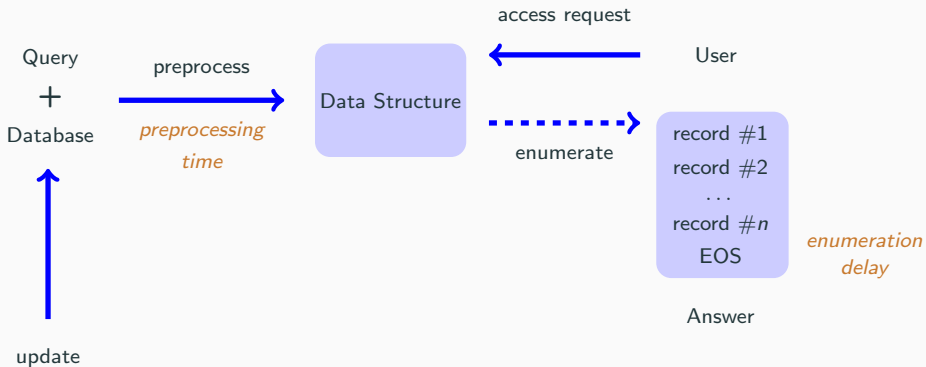 Query
+
Database
preprocess
preprocessing
time
update
Data Structure
access request
User
enumerate
record #1
record #2
...
record #n
EOS
enumeration
delay
Answer